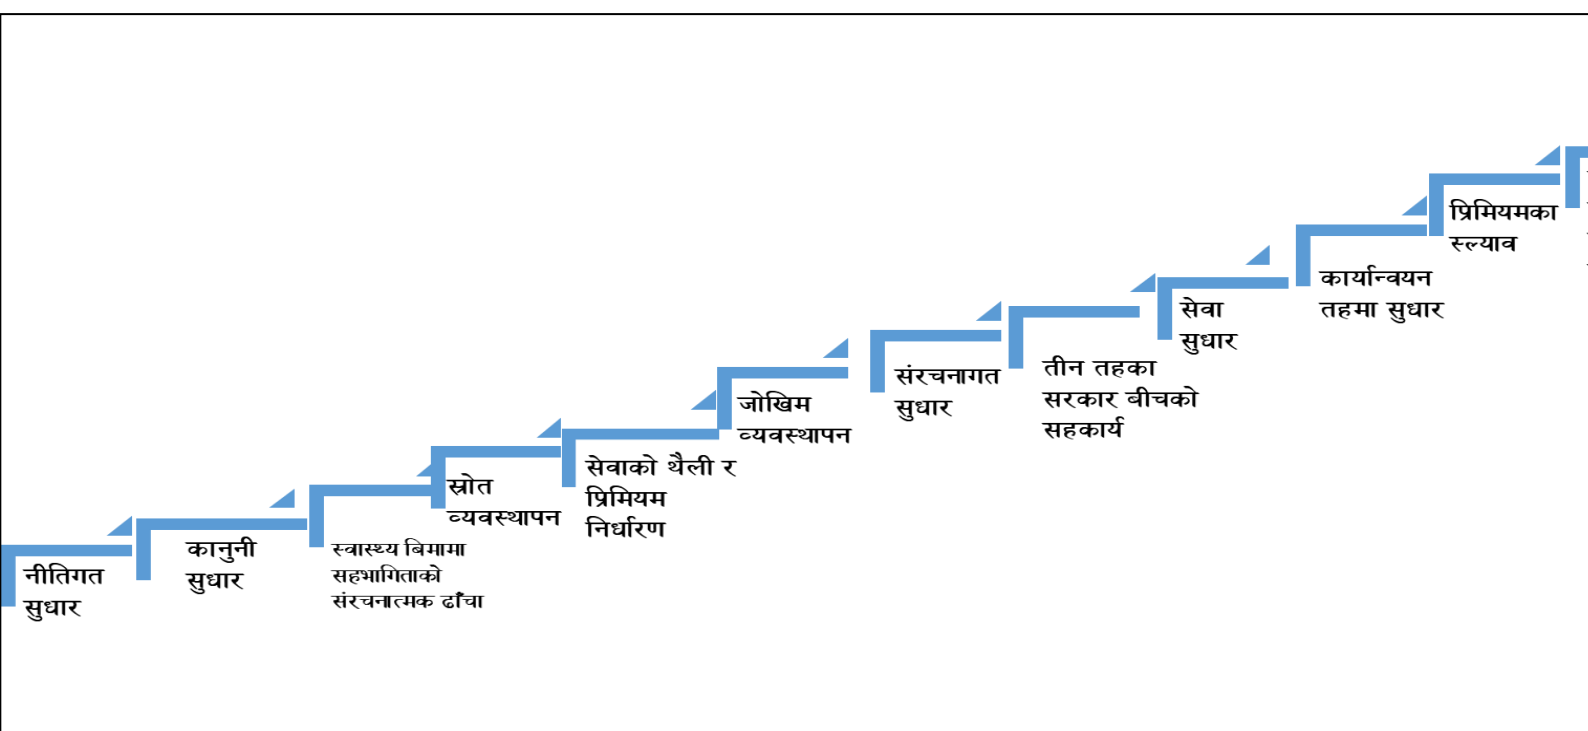 नीतिगत
सुधार
कानुनी
सुधार
स्वास्थ्य बिमामा
सहभागिताको
संरचनात्मक ढाँचा
स्रोत
व्यवस्थापन
सेवाको थैली र
प्रिमियम
निर्धारण
जोखिम
व्यवस्थापन
संरचनागत
सुधार
तीन तहका
सरकार बीचको
सहकार्य
सेवा
सुधार
कार्यान्वयन
तहमा सुधार
प्रिमियमका
स्ल्याव